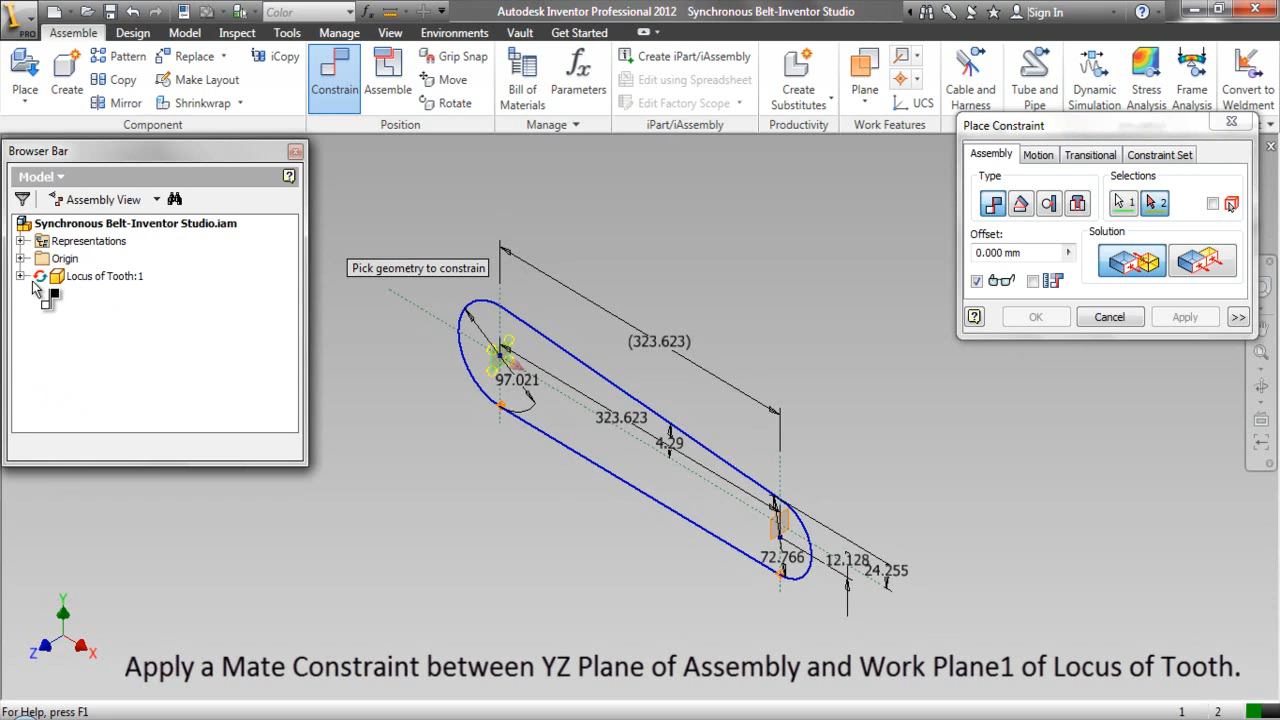 PRO
Color
Autodesk Inventor Professional 2012 Synchronous Belt-Inventor Studio
Sign In
Assemble Design Model Inspect Tools Manage View Environments Vault Get Started
Place
Create
Pattern
Copy
Mirror
Replace
Make Layout
Shrinkwrap
iCopy
Component
Constrain
Assemble
Grip Snap
Move
Rotate
Position
Bill of
Materials
Parameters
Manage
Create iPart/iAssembly
Edit using Spreadsheet
Edit Factory Scope
iPart/iAssembly
Create
Substitutes
Productivity
Plane
UCS
Work Features
Cable and
Harness
Tube and
Pipe
Dynamic
Simulation
Stress
Analysis
Frame
Analysis
Convert to
Weldment
Browser Bar
Model
Assembly View
Synchronous Belt-Inventor Studio.iam
Representations
Origin
Locus of Tooth:1
Pick geometry to constrain
Place Constraint
Assembly Motion Transitional Constraint Set
Type
Selections
1
2
Offset:
0.000 mm
Solution
OK
Cancel
Apply
>>
(323.623)
97.021
323.623
4.29
72.766
12.128
24.255
Y
Z
X
Apply a Mate Constraint between YZ Plane of Assembly and Work Plane1 of Locus of Tooth.
For Help, press F1
1 2